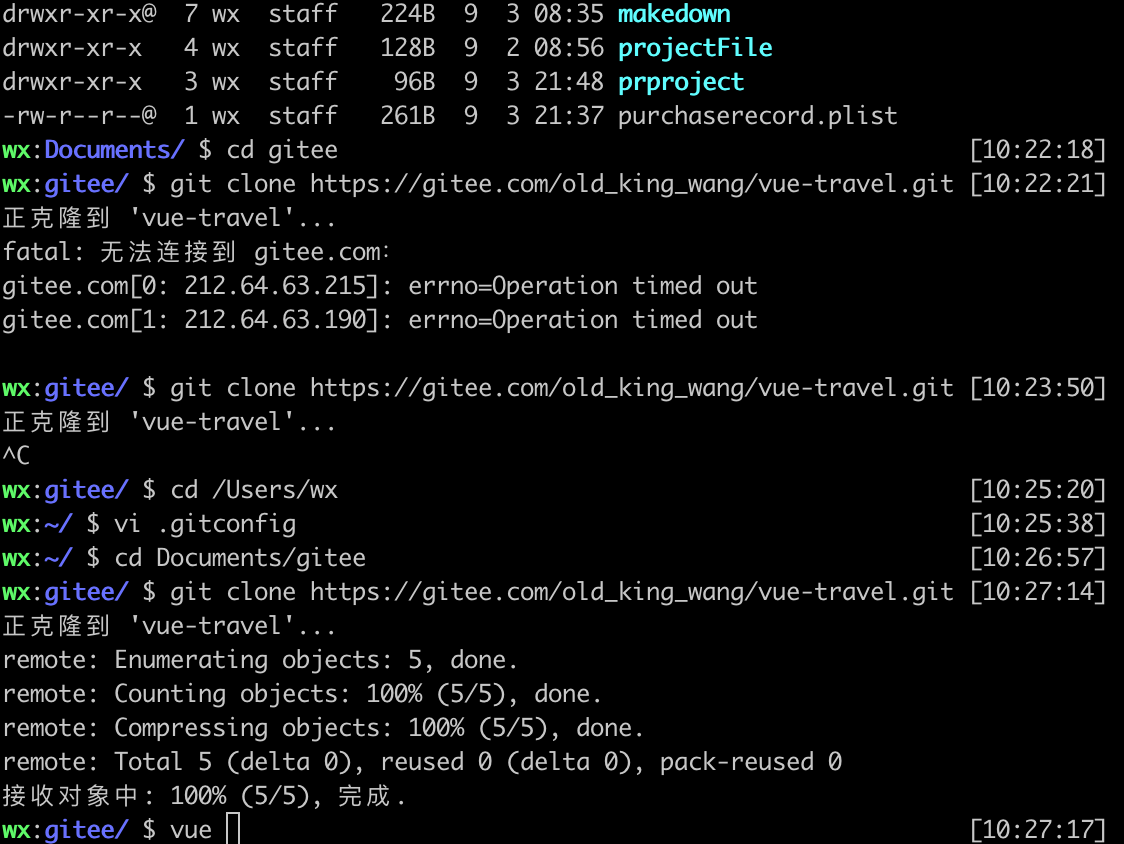 drwxr-xr-x@  7 wx  staff   224B  9  3 08:35 makedown
drwxr-xr-x   4 wx  staff   128B  9  2 08:56 projectFile
drwxr-xr-x   3 wx  staff    96B  9  3 21:48 prproject
-rw-r--r--@  1 wx  staff   261B  9  3 21:37 purchaserecord.plist
wx:Documents/ $ cd gitee [10:22:18]
wx:gitee/ $ git clone https://gitee.com/old_king_wang/vue-travel.git [10:22:21]
正克隆到 'vue-travel'...
fatal: 无法连接到 gitee.com：
gitee.com[0: 212.64.63.215]: errno=Operation timed out
gitee.com[1: 212.64.63.190]: errno=Operation timed out
wx:gitee/ $ git clone https://gitee.com/old_king_wang/vue-travel.git [10:23:50]
正克隆到 'vue-travel'...
^C
wx:gitee/ $ cd /Users/wx [10:25:20]
wx:~/ $ vi .gitconfig [10:25:38]
wx:~/ $ cd Documents/gitee [10:26:57]
wx:gitee/ $ git clone https://gitee.com/old_king_wang/vue-travel.git [10:27:14]
正克隆到 'vue-travel'...
remote: Enumerating objects: 5, done.
remote: Counting objects: 100% (5/5), done.
remote: Compressing objects: 100% (5/5), done.
remote: Total 5 (delta 0), reused 0 (delta 0), pack-reused 0
接收对象中: 100% (5/5), 完成.
wx:gitee/ $ vue [10:27:17]